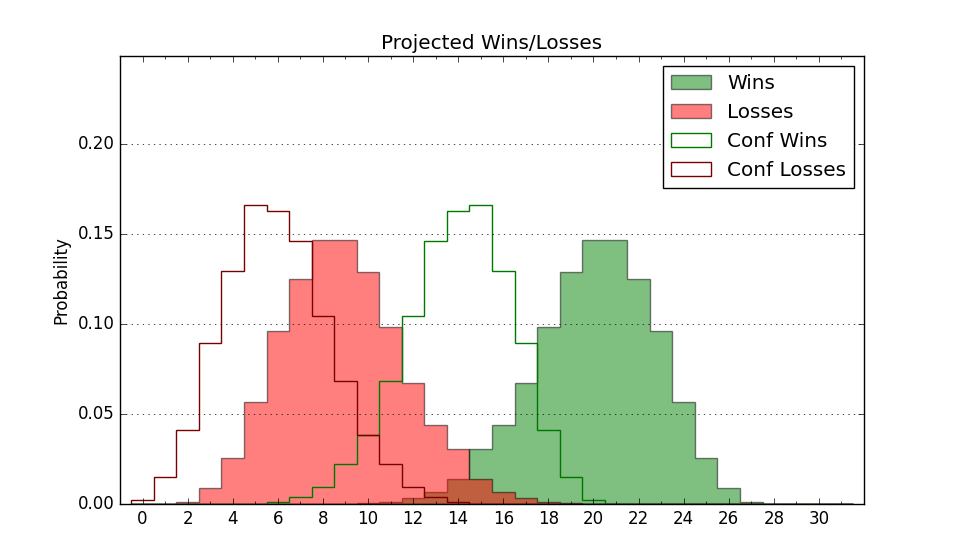 Projected Wins/Losses
Wins
Losses
Conf Wins
Conf Losses
Probability
0.20
0.15
0.10
0.05
0.00
0 2 4 6 8 10 12 14 16 18 20 22 24 26 28 30